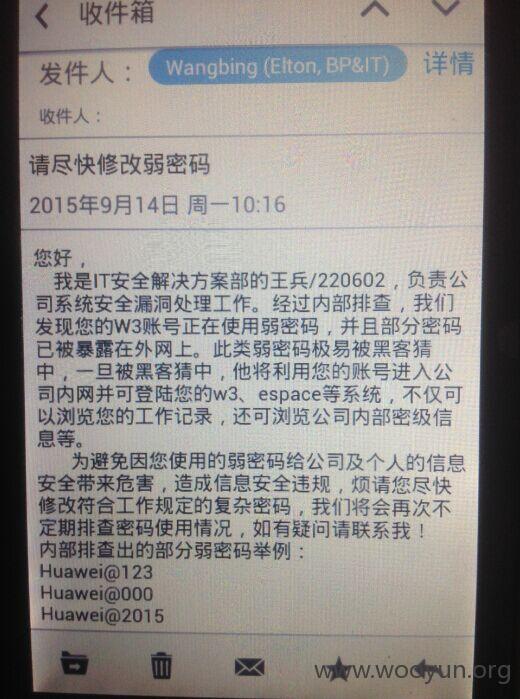 收件箱
发件人： Wangbing (Elton, BP&IT) 详情
收件人：
请尽快修改弱密码
2015年9月14日 周一10:16
您好，
我是IT安全解决方案部的王兵/220602，负责公
司系统安全漏洞处理工作。经过内部排查，我们
发现您的W3账号正在使用弱密码，并且部分密码
已被暴露在外网上。此类弱密码极易被黑客猜
中，一旦被黑客猜中，他将利用您的账号进入公
司内网并可登陆您的w3、espace等系统，不仅可
以浏览您的工作记录，还可浏览公司内部密级信
息等。
为避免因您使用的弱密码给公司及个人的信息
安全带来危害，造成信息安全违规，烦请您尽快
修改符合工作规定的复杂密码，我们将会再次不
定期排查密码使用情况，如有疑问请联系我！
内部排查出的部分弱密码举例：
Huawei@123
Huawei@000
Huawei@2015
www.wooyun.org